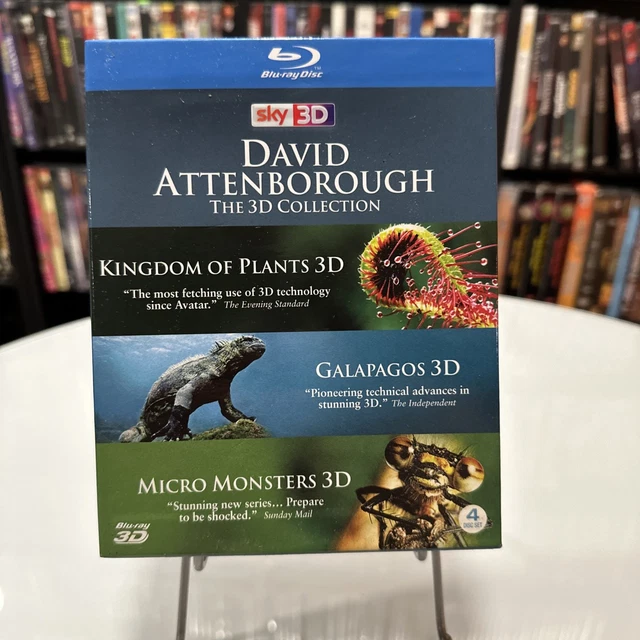 Blu-ray Disc™
sky 3D
DAVID
ATTENBOROUGH
THE 3D COLLECTION
KINGDOM OF PLANTS 3D
“The most fetching use of 3D technology
since Avatar.” The Evening Standard
GALAPAGOS 3D
“Pioneering technical advances in
stunning 3D.” The Independent
MICRO MONSTERS 3D
“Stunning new series... Prepare
to be shocked.” Sunday Mail
Blu-ray
3D
4
DISC SET